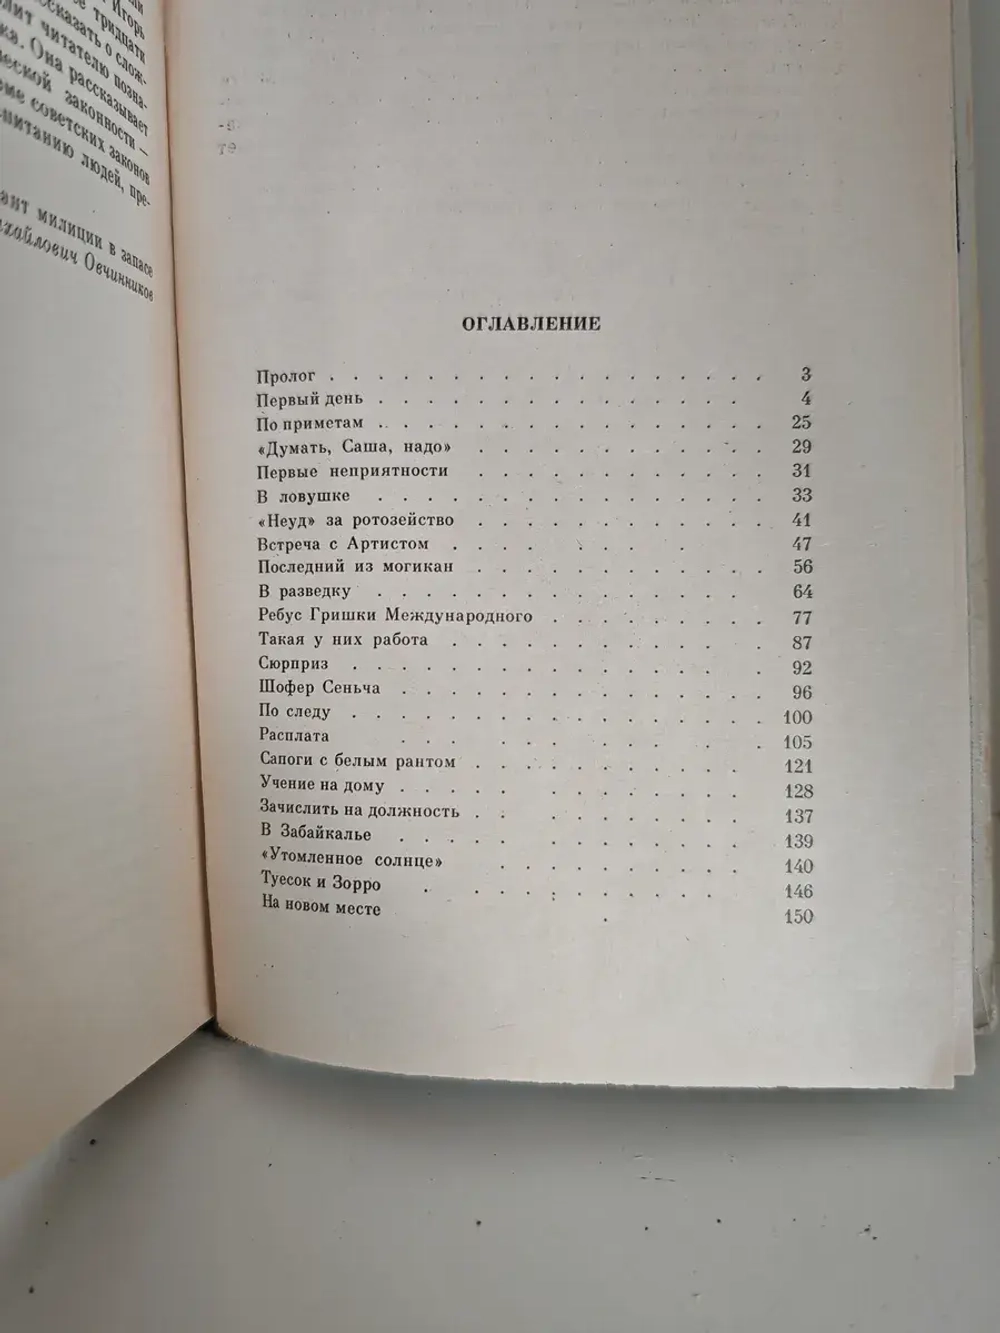 Игорь
тридцати
рассказать о слож-
читателю позна-
Она рассказывает
законности —
советских законов
людей, пре-
милиции в запасе
Овчинников
ОГЛАВЛЕНИЕ
Пролог . . . . . . . . . . . . . . . . . . 3
Первый день . . . . . . . . . . . . . . . 4
По приметам . . . . . . . . . . . . . . . . 25
«Думать, Саша, надо» . . . . . . . . . . . . 29
Первые неприятности . . . . . . . . . . . . 31
В ловушке . . . . . . . . . . . . . . . . 33
«Неуд» за ротозейство . . . . . . . . . . . . 41
Встреча с Артистом . . . . . . . 47
Последний из могикан . . . . . . . . . . . . 56
В разведку . . . . . . . . . . . . . . . 64
Ребус Гришки Международного . . . . . . . . . 77
Такая у них работа . . . . . . . . . . . . 87
Сюрприз . . . . . . . . . . . . . . . . 92
Шофер Сеньча . . . . . . . . . . . . . . . 96
По следу . . . . . . . . . . . . . . . . . 100
Расплата . . . . . . . . . . . . 105
Сапоги с белым рантом . . . . . . . . . . . 121
Учение на дому . . . . . . . . . . . . . 128
Зачислить на должность . . . . . . . . . . 137
В Забайкалье . . . . . . . . . . . . . 139
«Утомленное солнце» . . . . . . . . . . 140
Туесок и Зорро . . . . . . . . . . . 146
На новом месте . 150